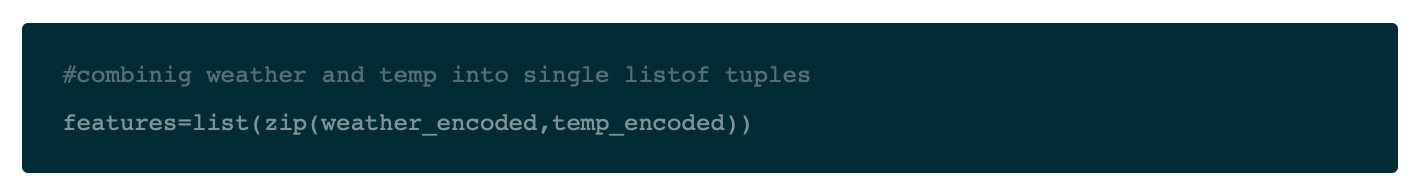 #combinig weather and temp into single listof tuples
features=list(zip(weather_encoded,temp_encoded))